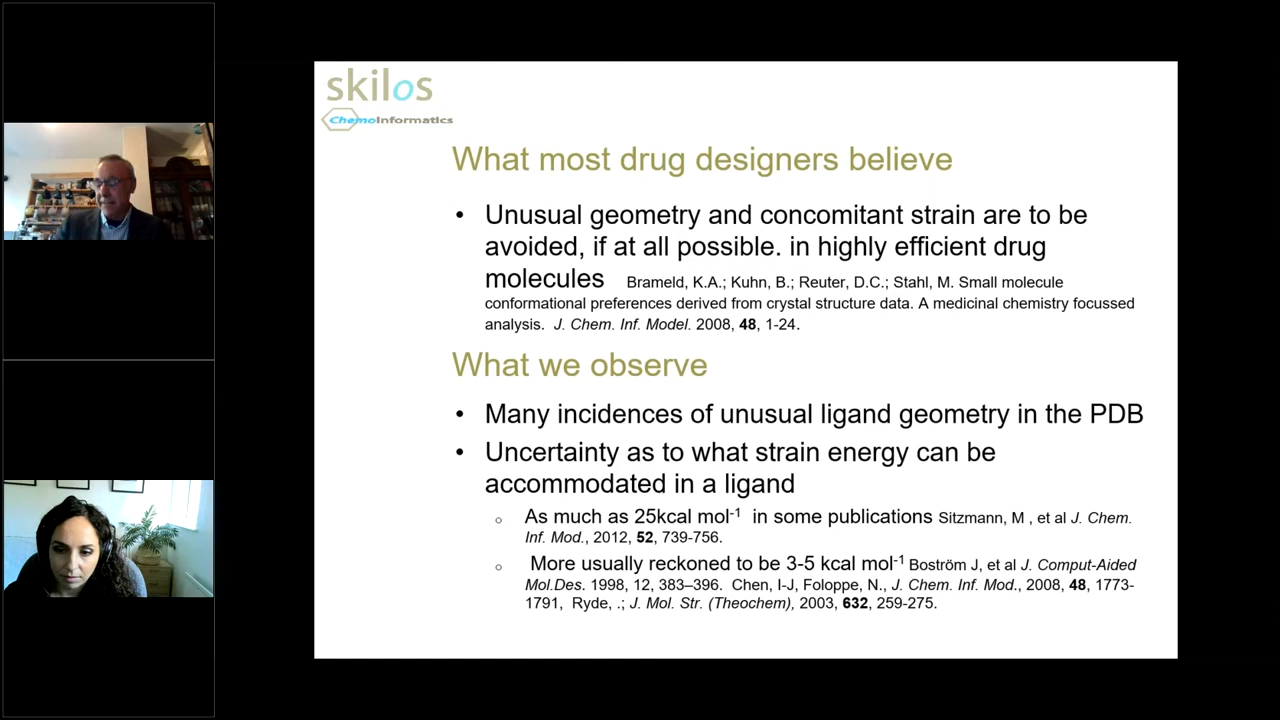 skilos
ChemoInformatics
What most drug designers believe
• Unusual geometry and concomitant strain are to be
avoided, if at all possible. in highly efficient drug
molecules Brameld, K.A.; Kuhn, B.; Reuter, D.C.; Stahl, M. Small molecule
conformational preferences derived from crystal structure data. A medicinal chemistry focussed
analysis. J. Chem. Inf. Model. 2008, 48, 1-24.
What we observe
• Many incidences of unusual ligand geometry in the PDB
• Uncertainty as to what strain energy can be
accommodated in a ligand
○ As much as 25kcal mol-1 in some publications Sitzmann, M , et al J. Chem.
Inf. Mod., 2012, 52, 739-756.
○ More usually reckoned to be 3-5 kcal mol-1 Boström J, et al J. Comput-Aided
Mol.Des. 1998, 12, 383–396. Chen, I-J, Foloppe, N., J. Chem. Inf. Mod., 2008, 48, 1773-
1791, Ryde, .; J. Mol. Str. (Theochem), 2003, 632, 259-275.